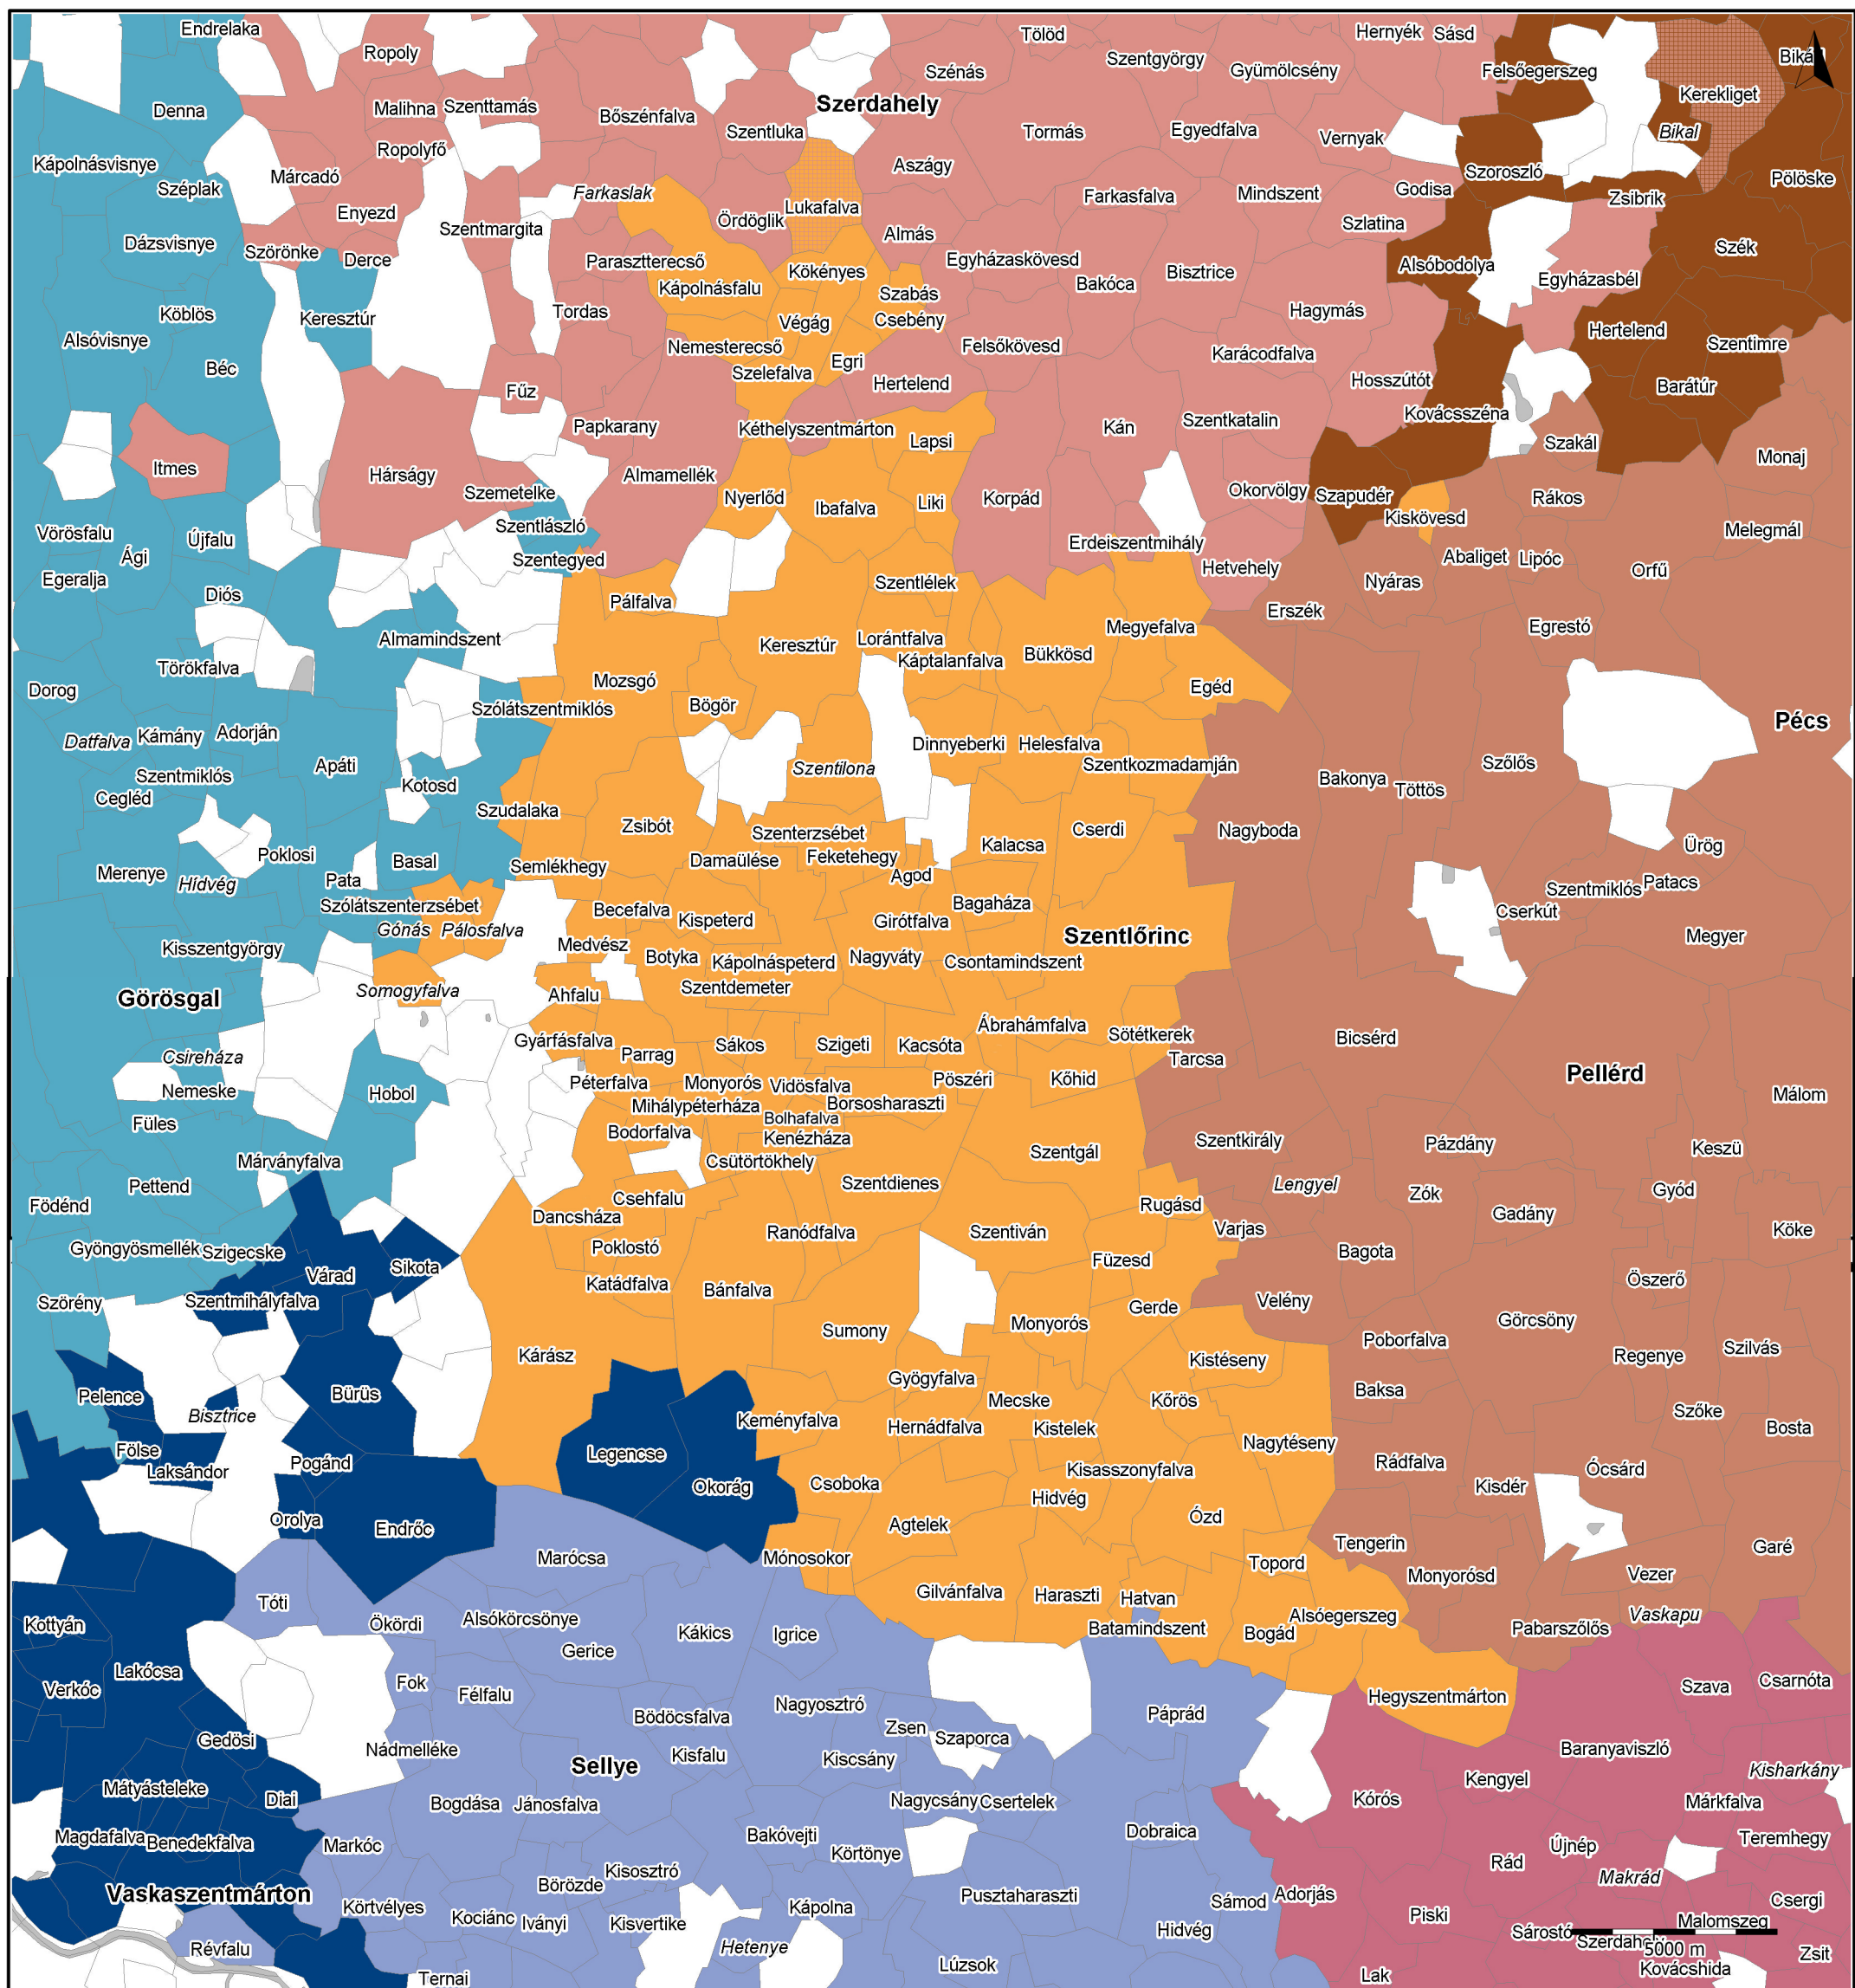 Endrelaka
Ropoly
Tölöd
Hernyék
Sásd
Szentgyörgy
Gyümölcsény
Szénás
Felsőegerszeg
Kerekliget
Denna
Malihna
Szenttamás
Bőszénfalva
Szerdahely
Szentluka
Tormás
Egyedfalva
Vernyak
Bikal
Kápolnásvisnye
Ropolyfő
Aszágy
Szoroszló
Pölöske
Széplak
Márcadó
Farkaslak
Farkasfalva
Mindszent
Godisa
Zsibrik
Enyezd
Lukafalva
Ördöglik
Szentmargita
Szlatina
Dázsvisnye
Szörönke
Derce
Almás
Szék
Parasztterecső
Kökényes
Egyházaskövesd
Bisztrice
Alsóbodolya
Egyházasbél
Kápolnásfalu
Szabás
Bakóca
Köblös
Keresztúr
Tordas
Végág
Csebény
Hagymás
Hertelend
Alsóvisnye
Nemesterecső
Felsőkövesd
Karácodfalva
Szentimre
Béc
Szelefalva
Egri
Hertelend
Hosszútót
Barátúr
Fűz
Kovácsszéna
Papkarany
Kéthelyszentmárton
Lapsi
Kán
Szentkatalin
Szakál
Monaj
Itmes
Hárságy
Szemetelke
Almamellék
Nyerlőd
Ibafalva
Liki
Korpád
Okorvölgy
Szapudér
Rákos
Kiskövesd
Vörösfalu
Újfalu
Szentlászló
Erdeiszentmihály
Melegmál
Ági
Szentegyed
Abaliget
Lipóc
Orfű
Egeralja
Szentlélek
Hetvehely
Nyáras
Diós
Pálfalva
Erszék
Almamindszent
Keresztúr
Lorántfalva
Megyefalva
Egrestó
Törökfalva
Káptalanfalva
Bükkösd
Dorog
Mozsgó
Egéd
Szólátszentmiklós
Bögör
Pécs
Datfalva
Kámány
Adorján
Dinnyeberki
Helesfalva
Szentmiklós
Apáti
Szentilona
Szentkozmadamján
Szőlős
Cegléd
Kotosd
Bakonya
Töttös
Szudalaka
Zsibót
Szenterzsébet
Cserdi
Nagyboda
Poklosi
Basal
Damaülése
Feketehegy
Kalacsa
Ürög
Merenye
Hídvég
Pata
Semlékhegy
Agod
Szentmiklós
Patacs
Szólátszenterzsébet
Becefalva
Kispeterd
Girótfalva
Bagaháza
Cserkút
Gónás
Pálosfalva
Szentlőrinc
Megyer
Kisszentgyörgy
Medvész
Botyka
Kápolnáspeterd
Nagyváty
Csontamindszent
Görösgal
Somogyfalva
Ahfalu
Szentdemeter
Ábrahámfalva
Sötétkerek
Bicsérd
Csireháza
Gyárfásfalva
Parrag
Sákos
Szigeti
Kacsóta
Tarcsa
Pellérd
Nemeske
Hobol
Péterfalva
Monyorós
Vidösfalva
Pöszéri
Kőhid
Málom
Füles
Mihálypéterháza
Bolhafalva
Borsosharaszti
Bodorfalva
Kenézháza
Szentgál
Szentkirály
Pázdány
Keszü
Márványfalva
Csütörtökhely
Pettend
Szentdienes
Lengyel
Zók
Gyód
Födénd
Csehfalu
Rugásd
Gadány
Dancsháza
Ranódfalva
Szentiván
Varjas
Köke
Gyöngyösmellék
Szigecske
Poklostó
Füzesd
Bagota
Várad
Sikota
Katádfalva
Bánfalva
Öszerő
Szörény
Szentmihályfalva
Gerde
Velény
Sumony
Monyorós
Görcsöny
Poborfalva
Kárász
Kistéseny
Regenye
Szilvás
Pelence
Bürüs
Gyögyfalva
Baksa
Bisztrice
Keményfalva
Hernádfalva
Mecske
Kőrös
Szőke
Fölse
Legencse
Kistelek
Nagytéseny
Bosta
Laksándor
Pogánd
Okorág
Csoboka
Kisasszonyfalva
Rádfalva
Kisdér
Ócsárd
Orolya
Endrőc
Hidvég
Ózd
Agtelek
Tengerin
Garé
Marócsa
Mónosokor
Topord
Monyorósd
Vezer
Tóti
Gilvánfalva
Haraszti
Hatvan
Alsóegerszeg
Vaskapu
Kottyán
Ökördi
Alsókörcsönye
Kákics
Igrice
Batamindszent
Bogád
Pabarszőlős
Gerice
Lakócsa
Verkóc
Fok
Félfalu
Nagyosztró
Hegyszentmárton
Szava
Csarnóta
Bödöcsfalva
Zsen
Szaporca
Páprád
Gedösi
Nádmelléke
Kisfalu
Kiscsány
Baranyaviszló
Sellye
Kengyel
Kisharkány
Mátyásteleke
Diai
Bogdása
Jánosfalva
Nagycsány
Csertelek
Kórós
Márkfalva
Magdafalva
Benedekfalva
Markóc
Bakóvejti
Körtönye
Dobraica
Újnép
Teremhegy
Rád
Kisosztró
Makrád
Vaskaszentmárton
Börözde
Pusztaharaszti
Sámod
Adorjás
Csergi
Körtvélyes
Kociánc
Iványi
Kisvertike
Kápolna
Piski
Malomszeg
Hidvég
Sárostó
Révfalu
Hetenye
5000 m
Zsit
Ternai
Lúzsok
Lak
Kovácshida